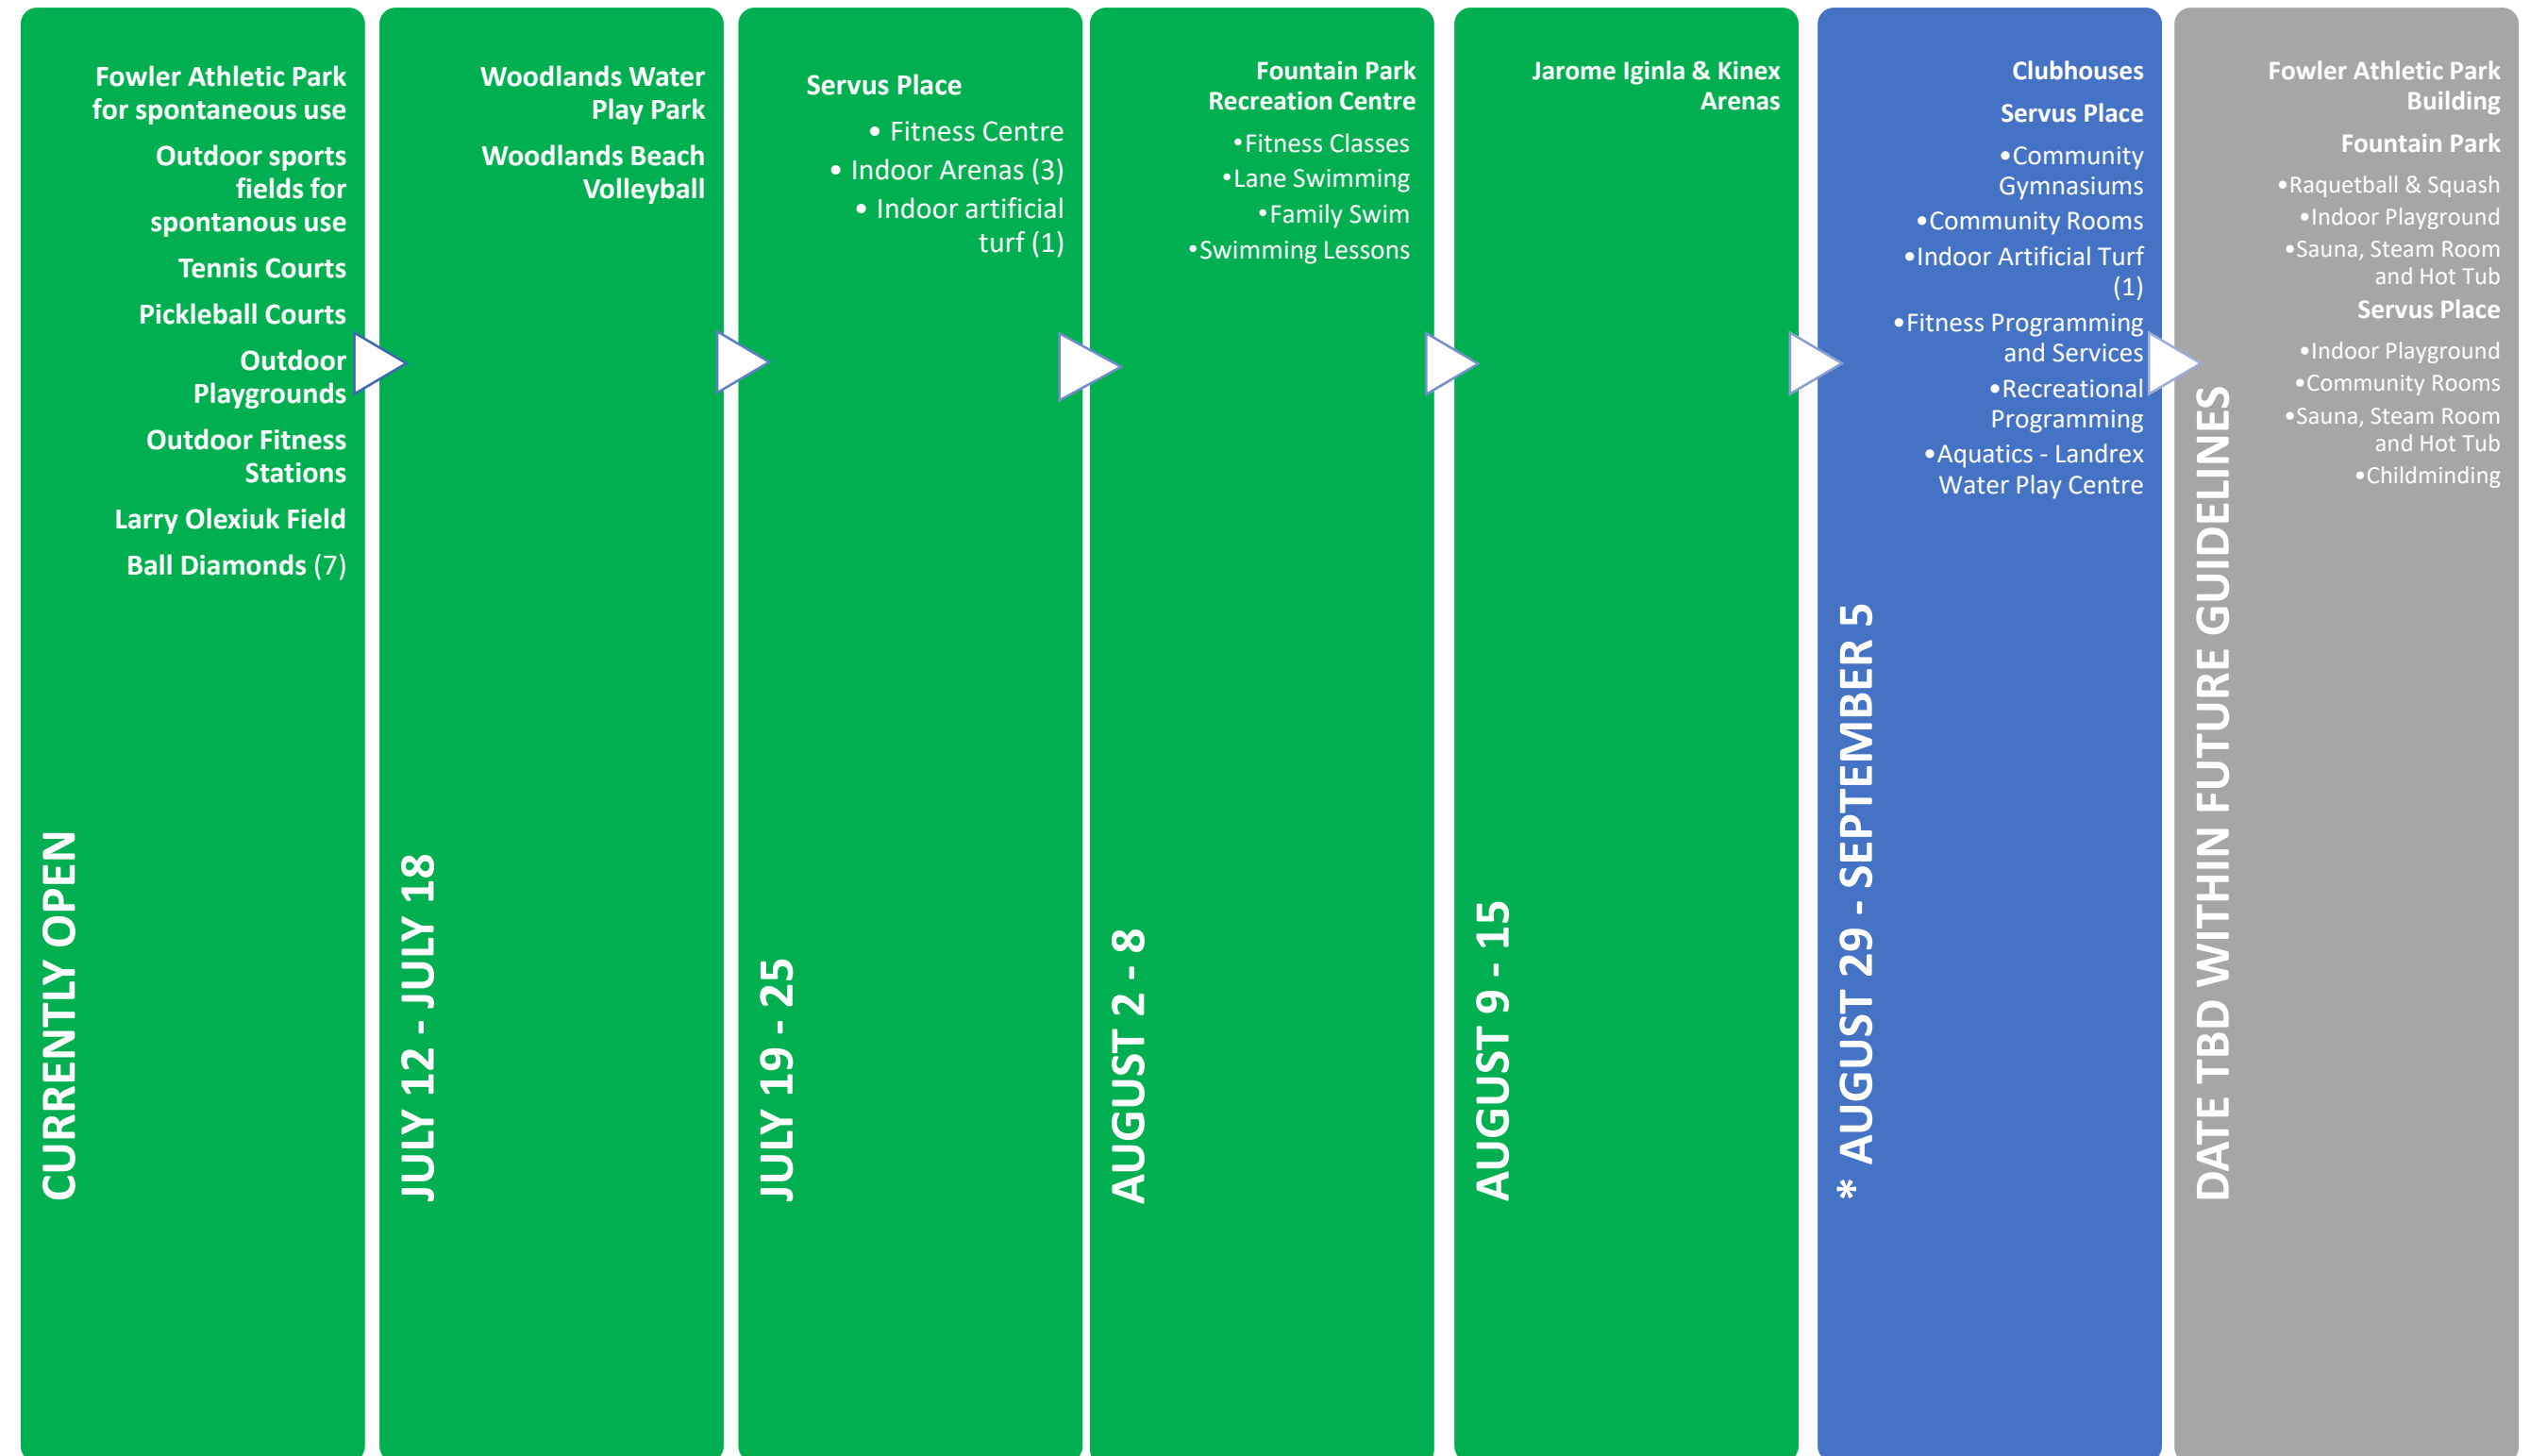 Fowler Athletic Park
for spontaneous use
Outdoor sports
fields for
spontanous use
Tennis Courts
Pickleball Courts
Outdoor
Playgrounds
Outdoor Fitness
Stations
Larry Olexiuk Field
Ball Diamonds (7)
CURRENTLY OPEN
Woodlands Water
Play Park
Woodlands Beach
Volleyball
JULY 12 - JULY 18
Servus Place
• Fitness Centre
• Indoor Arenas (3)
• Indoor artificial
turf (1)
JULY 19 - 25
Fountain Park
Recreation Centre
•Fitness Classes
•Lane Swimming
•Family Swim
•Swimming Lessons
AUGUST 2 - 8
Jarome Iginla & Kinex
Arenas
AUGUST 9 - 15
Clubhouses
Servus Place
•Community
Gymnasiums
•Community Rooms
•Indoor Artificial Turf
(1)
•Fitness Programming
and Services
•Recreational
Programming
•Aquatics - Landrex
Water Play Centre
* AUGUST 29 - SEPTEMBER 5
Fowler Athletic Park
Building
Fountain Park
•Raquetball & Squash
•Indoor Playground
•Sauna, Steam Room
and Hot Tub
Servus Place
•Indoor Playground
•Community Rooms
•Sauna, Steam Room
and Hot Tub
•Childminding
DATE TBD WITHIN FUTURE GUIDELINES